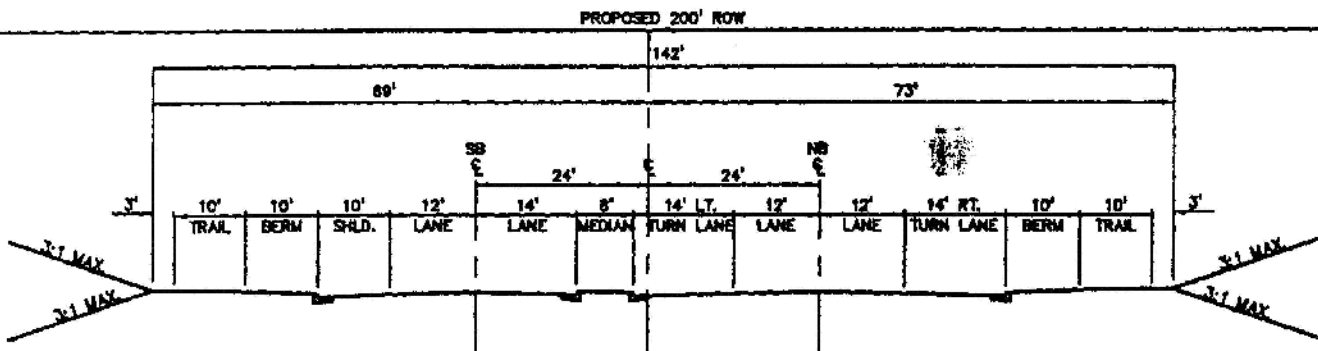 PROPOSED 200' ROW
142'
69' 73'
SB NB
℄ ℄ ℄
24' 24'
3' 10' 10' 10' 12' 14' 8' 14' LT. 12' 12' 14' RT. 10' 10' 3'
TRAIL BERM SHLD. LANE LANE MEDIAN TURN LANE LANE LANE TURN LANE BERM TRAIL
3:1 MAX. 3:1 MAX.
3:1 MAX. 3:1 MAX.